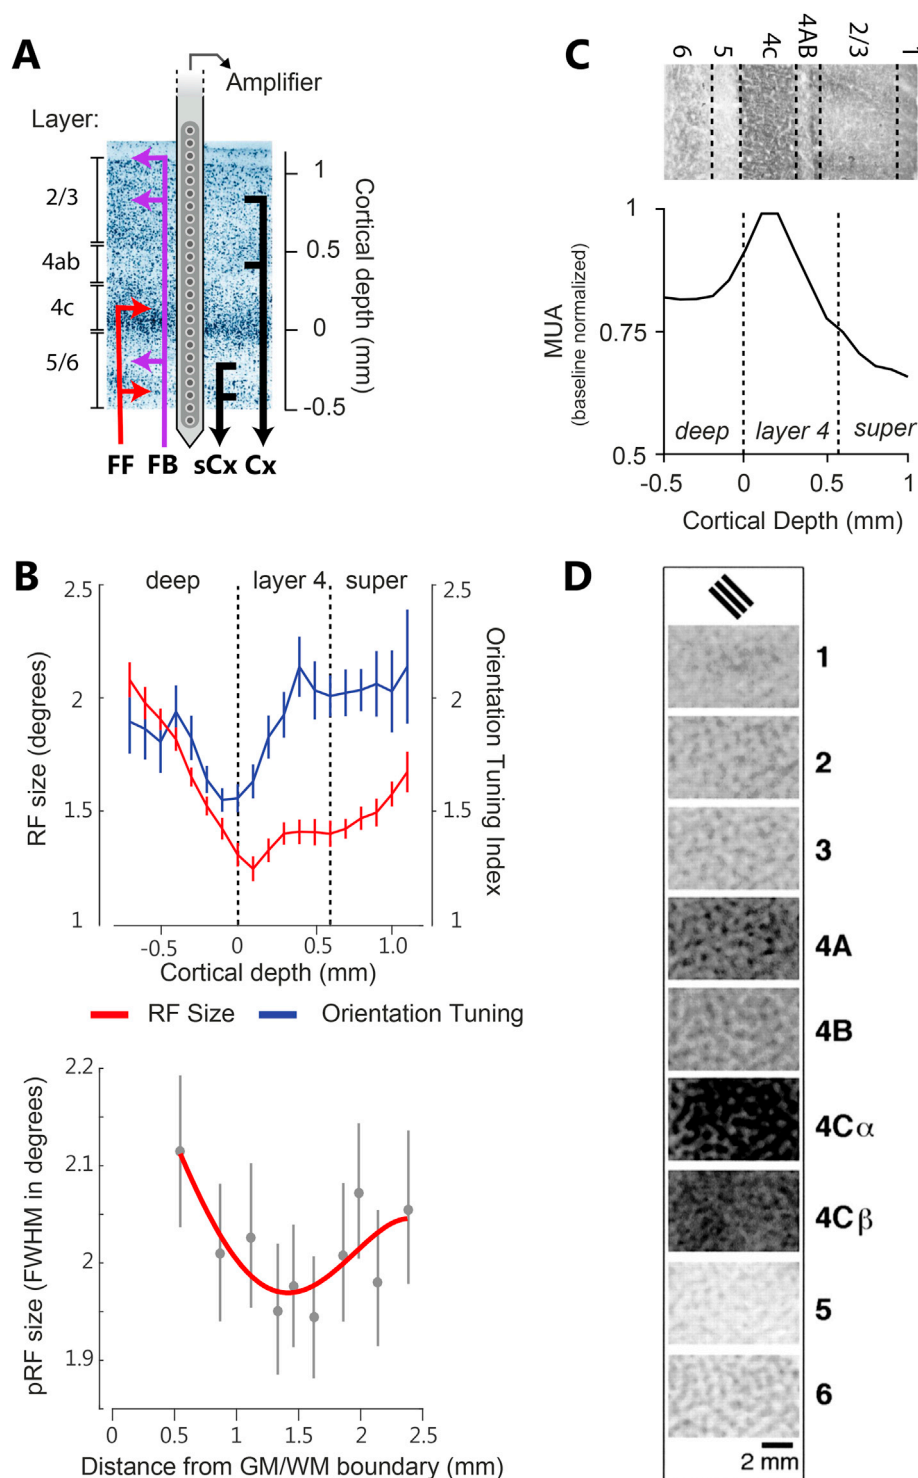 A
Amplifier
Layer:
2/3
4ab
4c
5/6
1
0.5
0
-0.5
Cortical depth (mm)
FF FB sCx Cx
C
6 5 4c 4AB 2/3 1
1
0.75
0.5
MUA
(baseline normalized)
deep layer 4 super
-0.5 0 0.5 1
Cortical Depth (mm)
B
deep layer 4 super
2.5
2
1.5
1
RF size (degrees)
2.5
2
1.5
1
Orientation Tuning Index
-0.5 0 0.5 1.0
Cortical depth (mm)
RF Size Orientation Tuning
2.2
2.1
2
1.9
pRF size (FWHM in degrees)
0 0.5 1 1.5 2 2.5
Distance from GM/WM boundary (mm)
D
1
2
3
4A
4B
4Cα
4Cβ
5
6
2 mm